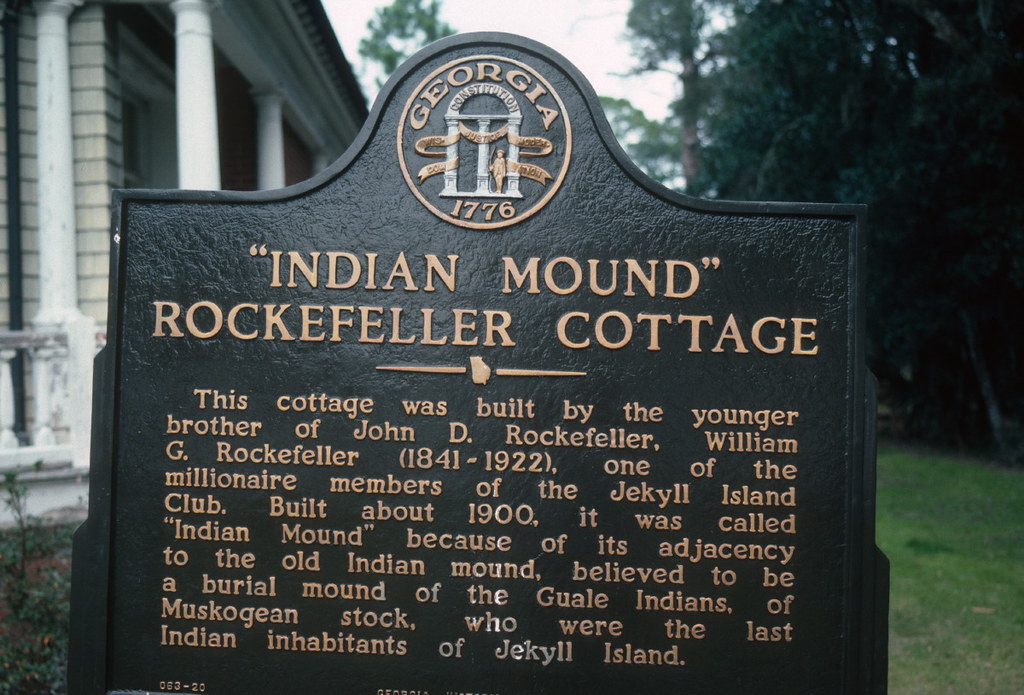 GEORGIA
CONSTITUTION
JUSTICE
1776
"INDIAN MOUND"
ROCKEFELLER COTTAGE
This cottage was built by the younger
brother of John D. Rockefeller, William
G. Rockefeller (1841-1922), one of the
millionaire members of the Jekyll Island
Club. Built about 1900, it was called
"Indian Mound" because of its adjacency
to the old Indian mound, believed to be
a burial mound of the Guale Indians, of
Muskogean stock, who were the last
Indian inhabitants of Jekyll Island.
063-20 GEORGIA